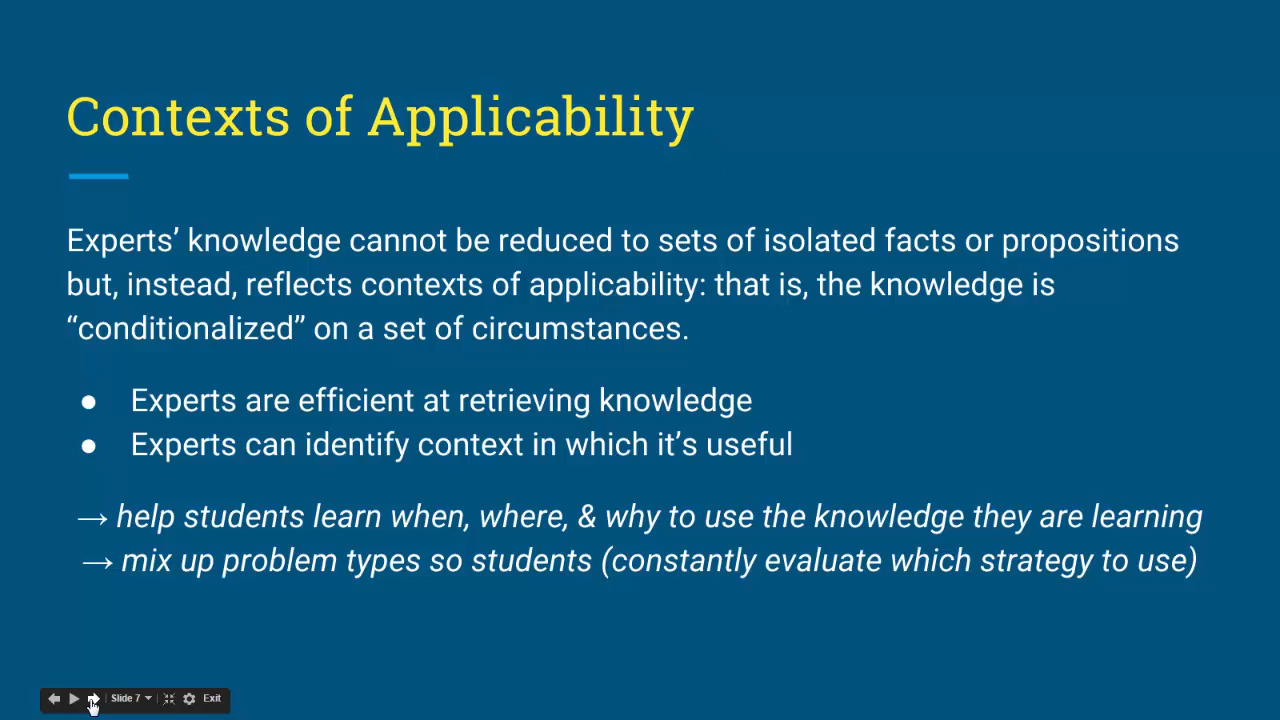 Contexts of Applicability
Experts’ knowledge cannot be reduced to sets of isolated facts or propositions
but, instead, reflects contexts of applicability: that is, the knowledge is
“conditionalized” on a set of circumstances.
● Experts are efficient at retrieving knowledge
● Experts can identify context in which it’s useful
→ help students learn when, where, & why to use the knowledge they are learning
→ mix up problem types so students (constantly evaluate which strategy to use)
Slide 7 Exit